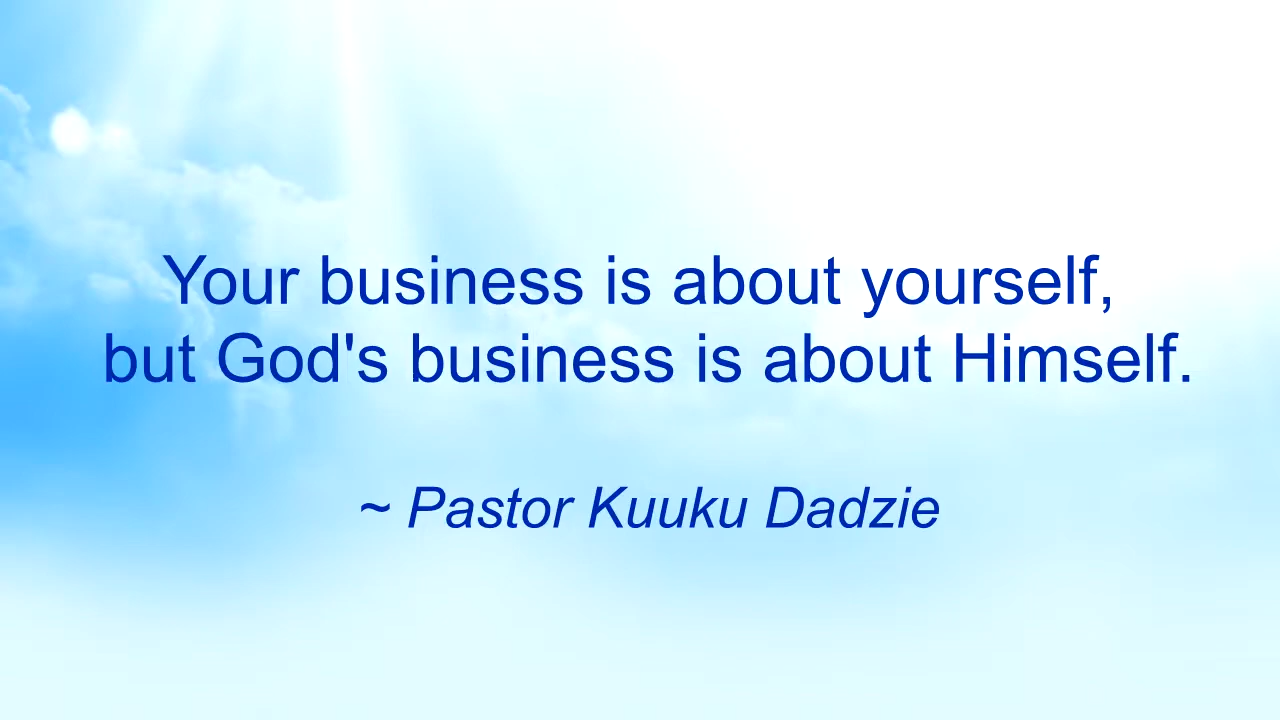 Your business is about yourself,
but God's business is about Himself.
~ Pastor Kuuku Dadzie